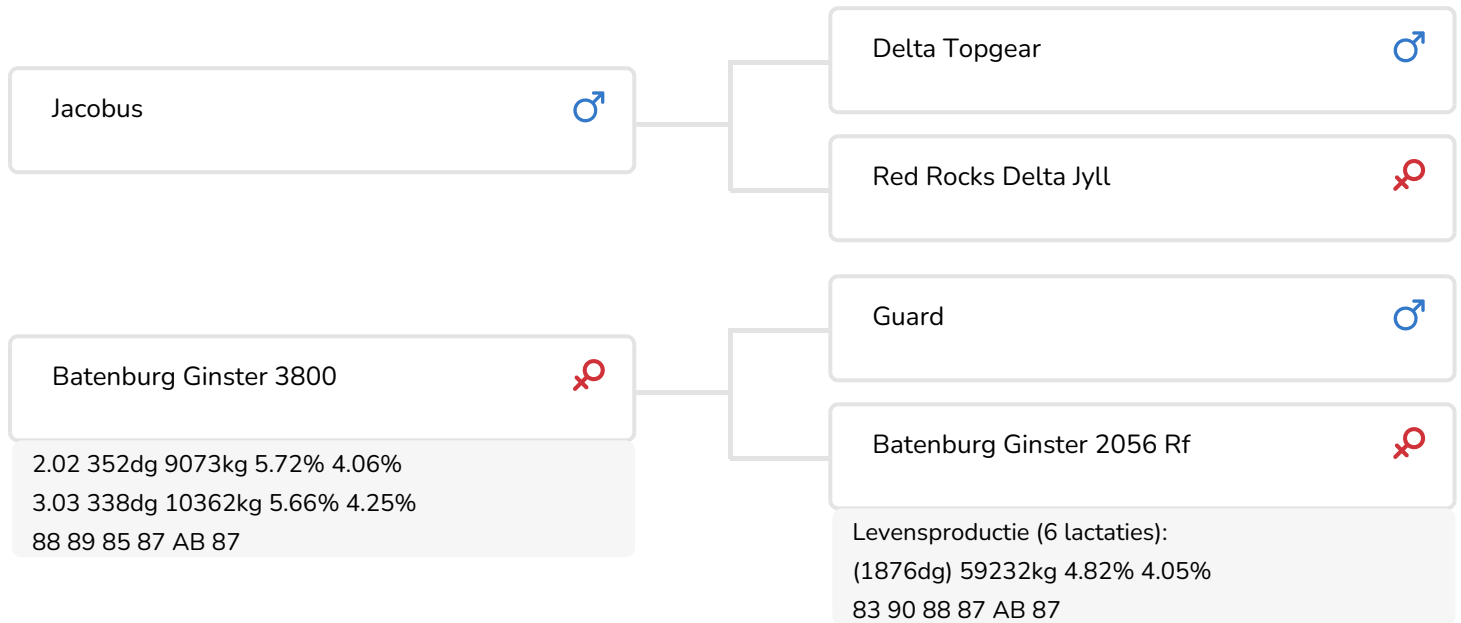 Delta Topgear
Jacobus
Red Rocks Delta Jyll
Guard
Batenburg Ginster 3800
2.02 352dg 9073kg 5.72% 4.06%
3.03 338dg 10362kg 5.66% 4.25%
88 89 85 87 AB 87
Batenburg Ginster 2056 Rf
Levensproductie (6 lactaties):
(1876dg) 59232kg 4.82% 4.05%
83 90 88 87 AB 87